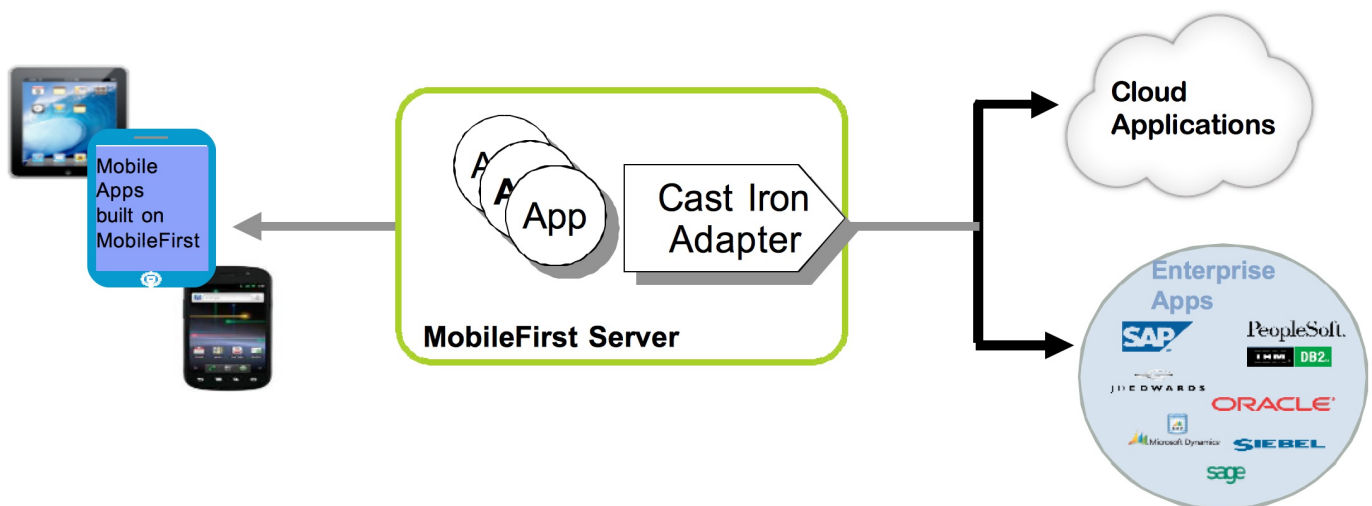 Mobile
Apps
built on
MobileFirst
A
A
App
Cast Iron
Adapter
MobileFirst Server
Cloud
Applications
Enterprise
Apps
SAP
PeopleSoft.
IBM DB2
JDEDWARDS
ORACLE
Microsoft Dynamics
SIEBEL
sage